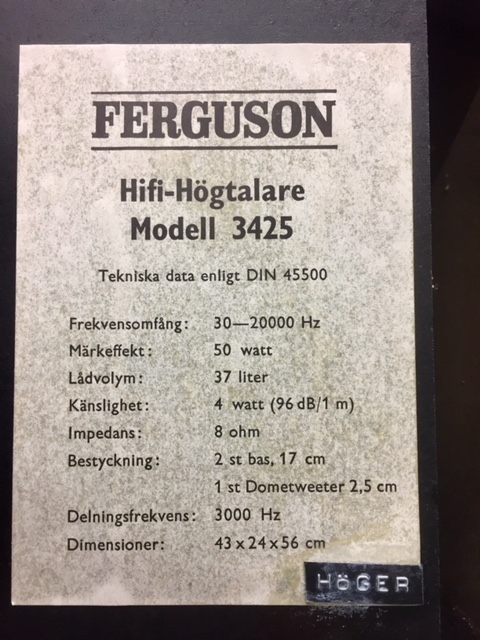 FERGUSON
Hifi-Högtalare
Modell 3425
Tekniska data enligt DIN 45500
Frekvensomfång: 30—20000 Hz
Märkeffekt: 50 watt
Lådvolym: 37 liter
Känslighet: 4 watt (96 dB/1 m)
Impedans: 8 ohm
Bestyckning: 2 st bas, 17 cm
1 st Dometweeter 2,5 cm
Delningsfrekvens: 3000 Hz
Dimensioner: 43 x 24 x 56 cm
HÖGER